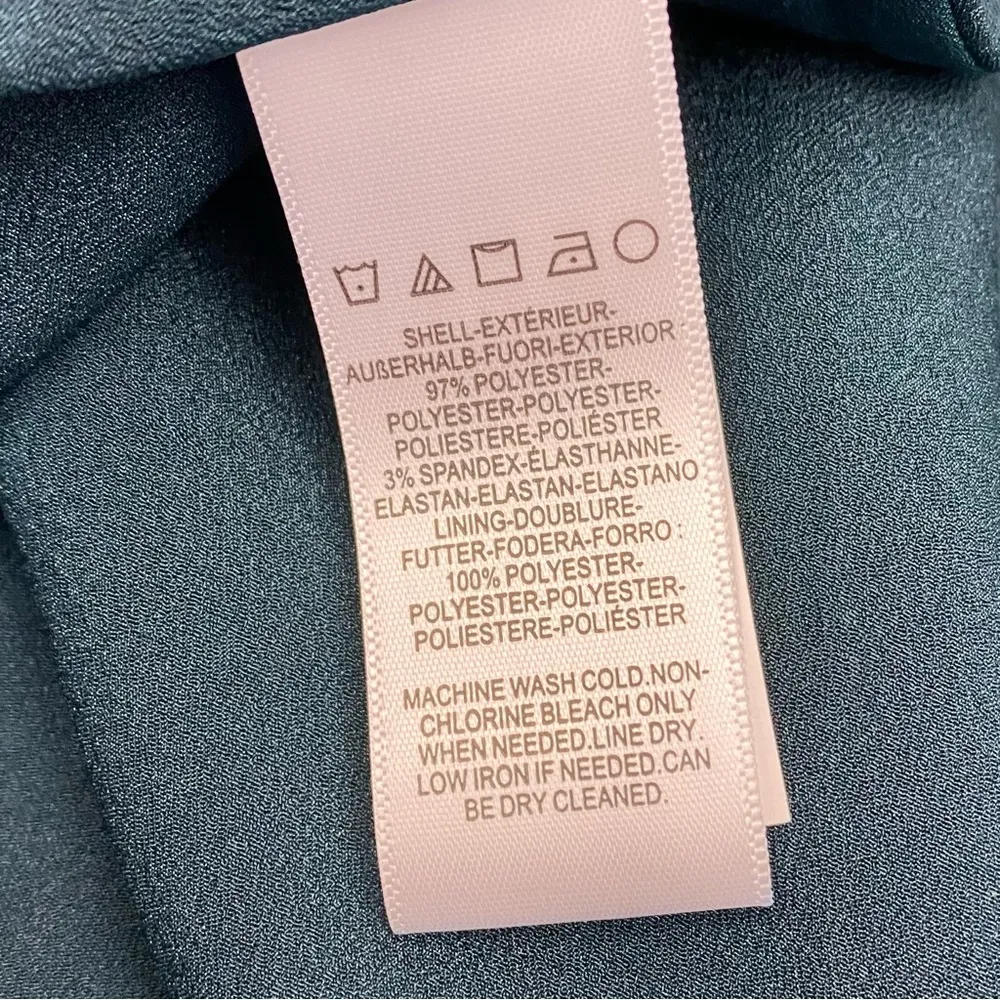 SHELL-EXTÉRIEUR-
AUßERHALB-FUORI-EXTERIOR :
97% POLYESTER-
POLYESTER-POLYESTER-
POLIESTERE-POLIÉSTER
3% SPANDEX-ÉLASTHANNE-
ELASTAN-ELASTAN-ELASTANO
LINING-DOUBLURE-
FUTTER-FODERA-FORRO :
100% POLYESTER-
POLYESTER-POLYESTER-
POLIESTERE-POLIÉSTER
MACHINE WASH COLD.NON-
CHLORINE BLEACH ONLY
WHEN NEEDED.LINE DRY.
LOW IRON IF NEEDED.CAN
BE DRY CLEANED.